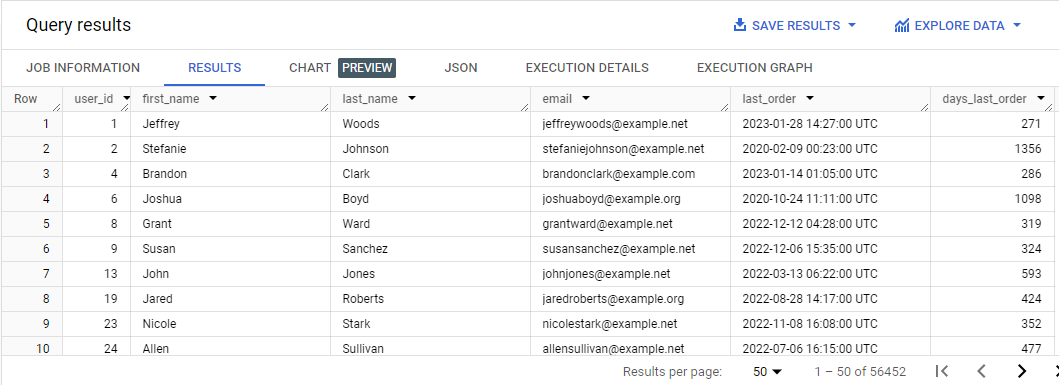 Query results SAVE RESULTS EXPLORE DATA
JOB INFORMATION RESULTS CHART PREVIEW JSON EXECUTION DETAILS EXECUTION GRAPH
Row user_id first_name last_name email last_order days_last_order
1 1 Jeffrey Woods jeffreywoods@example.net 2023-01-28 14:27:00 UTC 271
2 2 Stefanie Johnson stefaniejohnson@example.net 2020-02-09 00:23:00 UTC 1356
3 4 Brandon Clark brandonclark@example.com 2023-01-14 01:05:00 UTC 286
4 6 Joshua Boyd joshuaboyd@example.org 2020-10-24 11:11:00 UTC 1098
5 8 Grant Ward grantward@example.net 2022-12-12 04:28:00 UTC 319
6 9 Susan Sanchez susansanchez@example.net 2022-12-06 15:35:00 UTC 324
7 13 John Jones johnjones@example.net 2022-03-13 06:22:00 UTC 593
8 19 Jared Roberts jaredroberts@example.org 2022-08-28 14:17:00 UTC 424
9 23 Nicole Stark nicolestark@example.net 2022-11-08 16:08:00 UTC 352
10 24 Allen Sullivan allensullivan@example.net 2022-07-06 16:15:00 UTC 477
Results per page: 50 1 – 50 of 56452